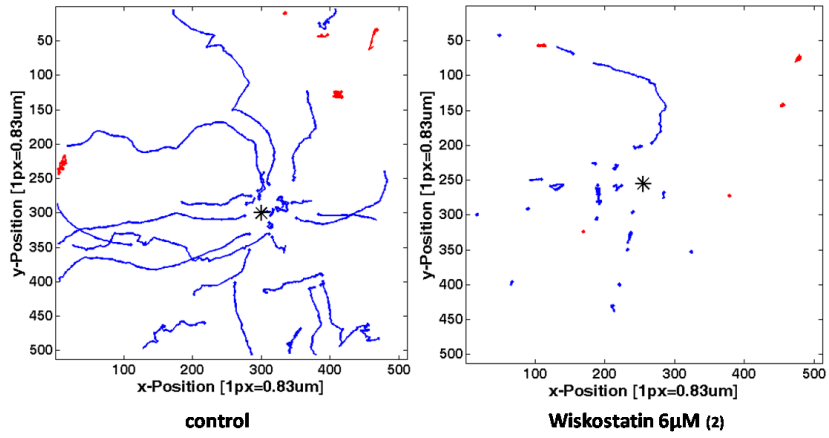 50
100
150
200
250
300
350
400
450
500
y-Position [1px=0.83um]
100 200 300 400 500
x-Position [1px=0.83um]
control
50
100
150
200
250
300
350
400
450
500
y-Position [1px=0.83um]
100 200 300 400 500
x-Position [1px=0.83um]
Wiskostatin 6µM (2)